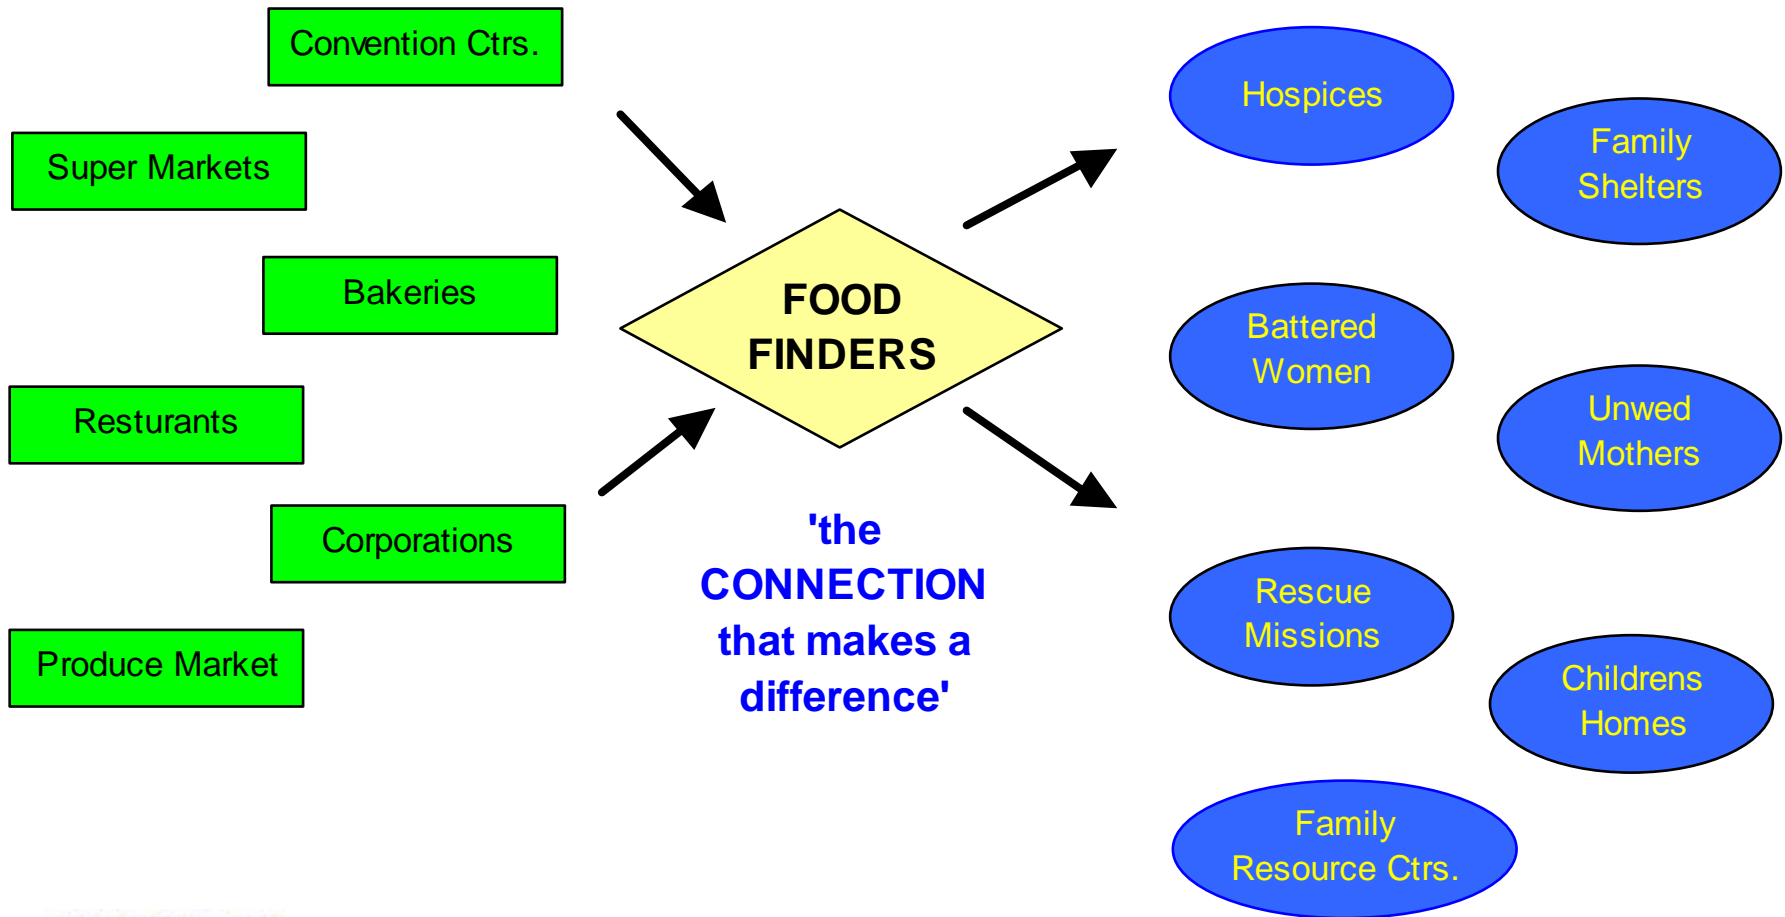 Convention Ctrs.
Super Markets
Bakeries
Resturants
Corporations
Produce Market
FOOD
FINDERS
'the
CONNECTION
that makes a
difference'
Hospices
Family
Shelters
Battered
Women
Unwed
Mothers
Rescue
Missions
Childrens
Homes
Family
Resource Ctrs.